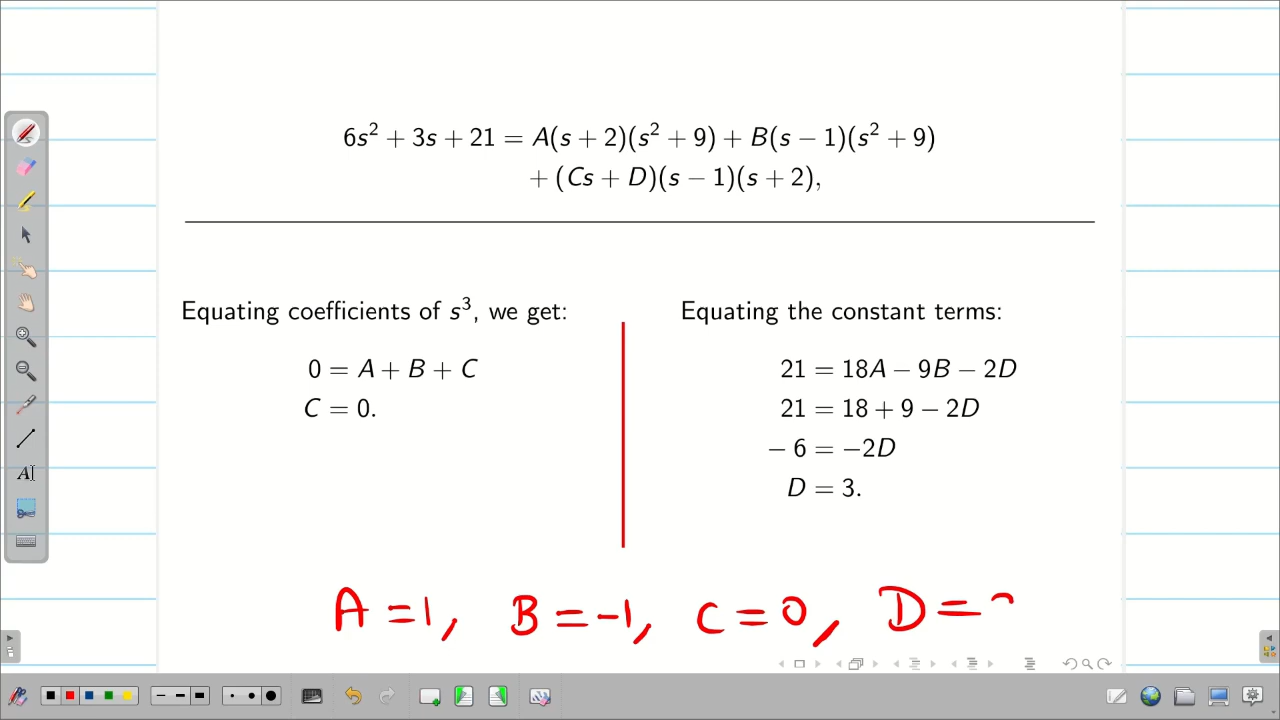 6s² + 3s + 21 = A(s + 2)(s² + 9) + B(s − 1)(s² + 9)
+ (Cs + D)(s − 1)(s + 2),
Equating coefficients of s³, we get:
0 = A + B + C
C = 0.
Equating the constant terms:
21 = 18A − 9B − 2D
21 = 18 + 9 − 2D
− 6 = −2D
D = 3.
A = 1, B = −1, C = 0, D =